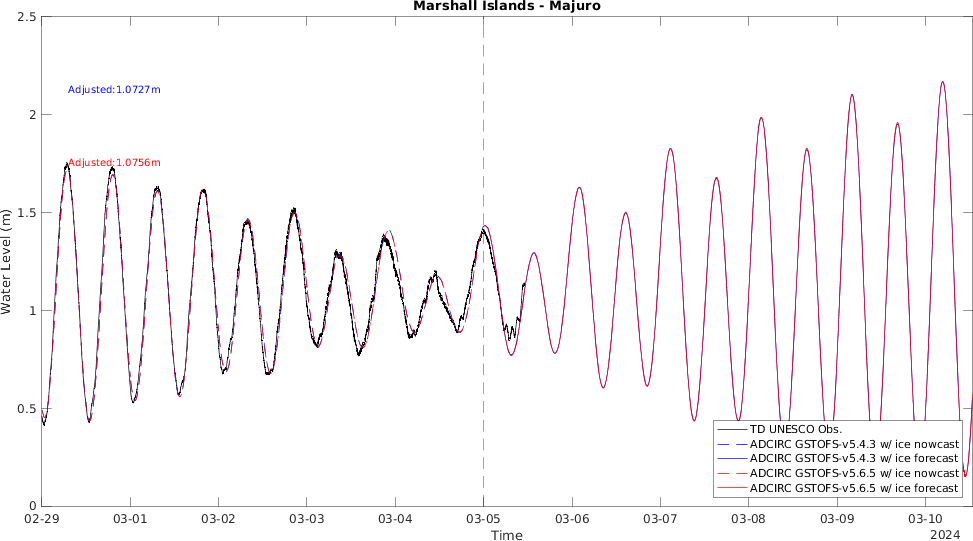 Marshall Islands - Majuro
2.5
Adjusted:1.0727m
2
Adjusted:1.0756m
1.5
Water Level (m)
1
0.5
0
TD UNESCO Obs.
ADCIRC GSTOFS-v5.4.3 w/ ice nowcast
ADCIRC GSTOFS-v5.4.3 w/ ice forecast
ADCIRC GSTOFS-v5.6.5 w/ ice nowcast
ADCIRC GSTOFS-v5.6.5 w/ ice forecast
02-29 03-01 03-02 03-03 03-04 03-05 03-06 03-07 03-08 03-09 03-10
Time
2024